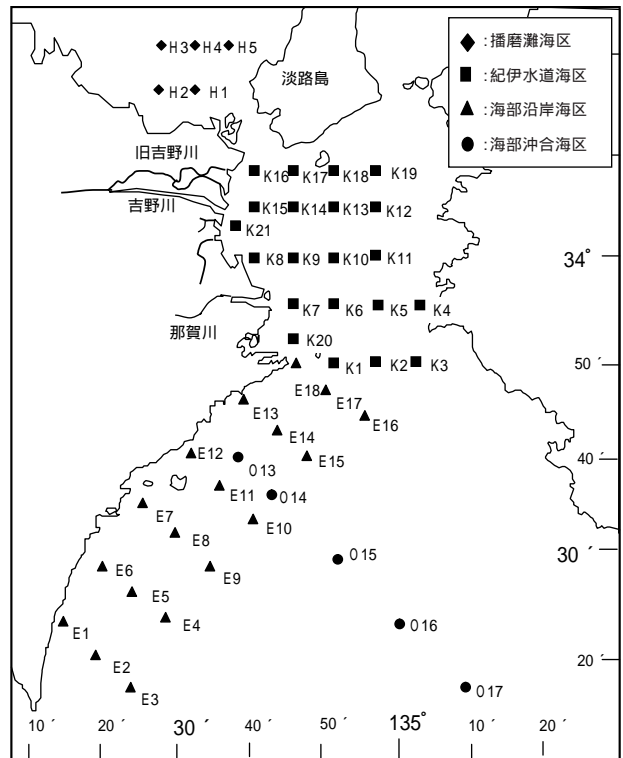 H3 H4 H5
H2 H1
淡路島
◆ :播磨灘海区
■ :紀伊水道海区
▲ :海部沿岸海区
● :海部沖合海区
旧吉野川
吉野川
那賀川
K16 K17 K18 K19
K15 K14 K13 K12
K21
K8 K9 K10 K11
34°
K7 K6 K5 K4
K20
K1 K2 K3
50´
E18 E17
E13 E16
E14
E12 E15
013
40´
E11 014
E7 E10
E8
30´
015
E6 E9
E5
E4
E1 016
E2
20´
E3 017
10´ 20´ 30´ 40´ 50´ 135° 10´ 20´